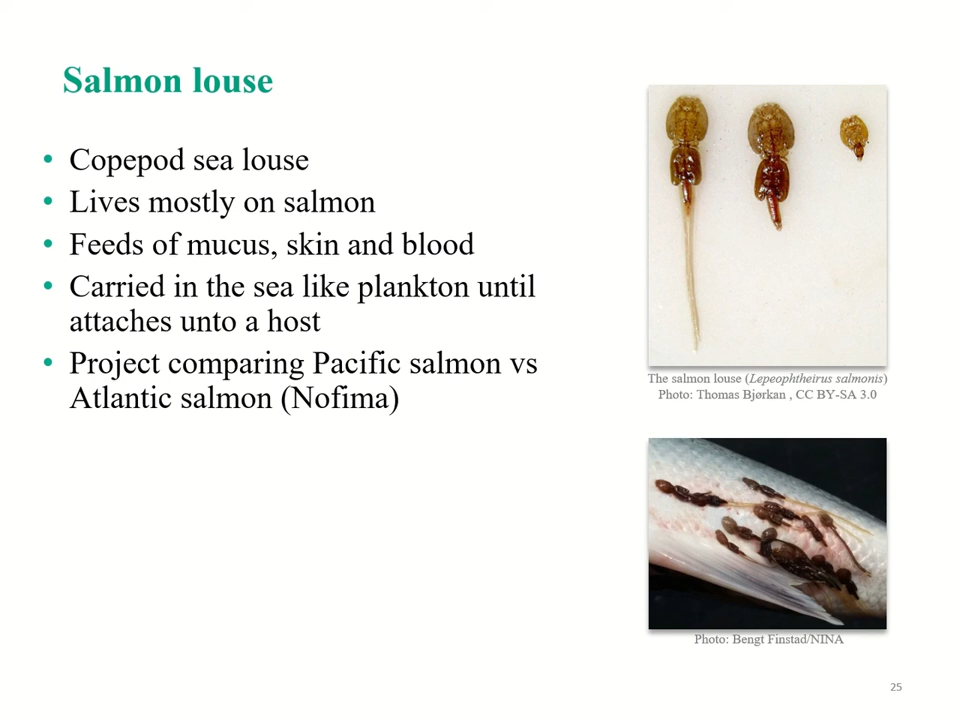 Salmon louse
• Copepod sea louse
• Lives mostly on salmon
• Feeds of mucus, skin and blood
• Carried in the sea like plankton until
attaches unto a host
• Project comparing Pacific salmon vs
Atlantic salmon (Nofima)
The salmon louse (Lepeophtheirus salmonis)
Photo: Thomas Bjørkan , CC BY-SA 3.0
Photo: Bengt Finstad/NINA
25